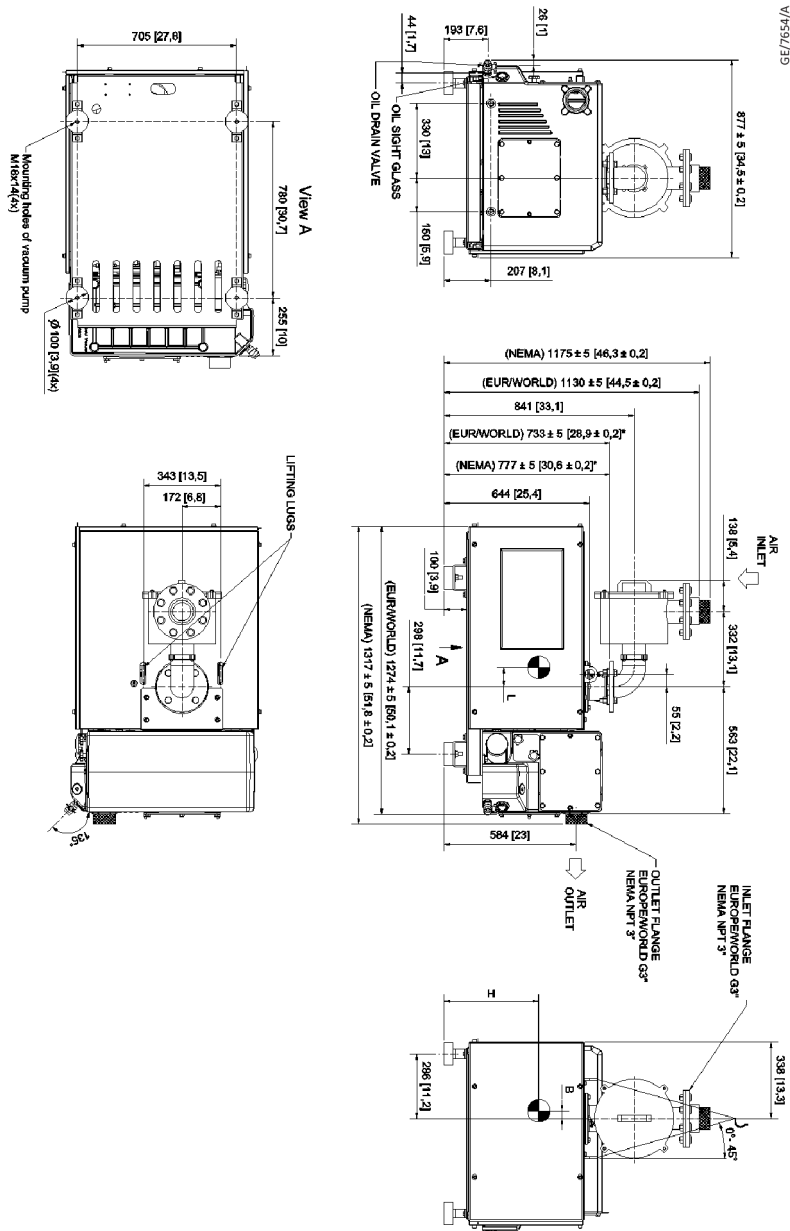 GE/7654/A
877 ± 5 [34,5 ± 0,2]
26 [1]
193 [7,6]
44 [1,7]
OIL SIGHT GLASS
OIL DRAIN VALVE
330 [13]
150 [5,9]
207 [8,1]
705 [27,8]
780 [30,7]
255 [10]
View A
Mounting holes of vacuum pump
M16x14(4x)
Ø100 [3,9](4x)
(NEMA) 1175 ± 5 [46,3 ± 0,2]
(EUR/WORLD) 1130 ± 5 [44,5 ± 0,2]
841 [33,1]
(EUR/WORLD) 733 ± 5 [28,9 ± 0,2]*
(NEMA) 777 ± 5 [30,6 ± 0,2]*
644 [25,4]
AIR
INLET
138 [5,4]
332 [13,1]
563 [22,1]
55 [2,2]
100 [3,9]
A
L
298 [11,7]
(EUR/WORLD) 1274 ± 5 [50,1 ± 0,2]
(NEMA) 1317 ± 5 [51,8 ± 0,2]
584 [23]
AIR
OUTLET
OUTLET FLANGE
EUROPE/WORLD G3"
NEMA NPT 3"
LIFTING LUGS
343 [13,5]
172 [6,8]
135°
INLET FLANGE
EUROPE/WORLD G3"
NEMA NPT 3"
338 [13,3]
0°- 45°
H
B
286 [11,2]